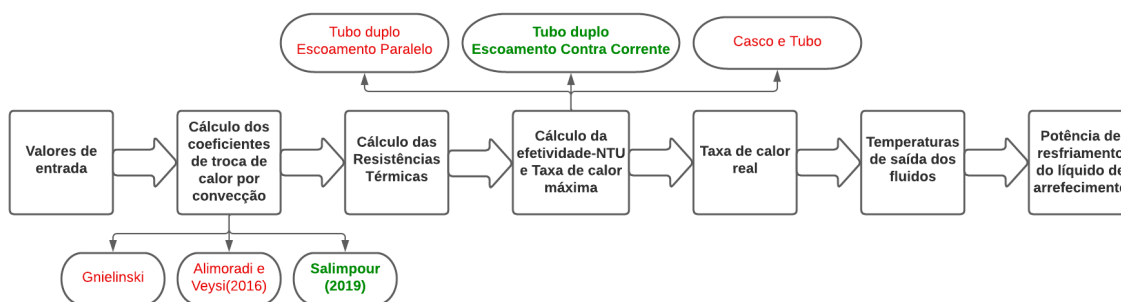 Tubo duplo
Escoamento Paralelo
Tubo duplo
Escoamento Contra Corrente
Casco e Tubo
Valores de
entrada
Cálculo dos
coeficientes
de troca de
calor por
convecção
Cálculo das
Resistências
Térmicas
Cálculo da
efetividade-NTU
e Taxa de calor
máxima
Taxa de calor
real
Temperaturas
de saída dos
fluidos
Potência de
resfriamento
do líquido de
arrefecimento
Gnielinski
Alimoradi e
Veysi(2016)
Salimpour
(2019)